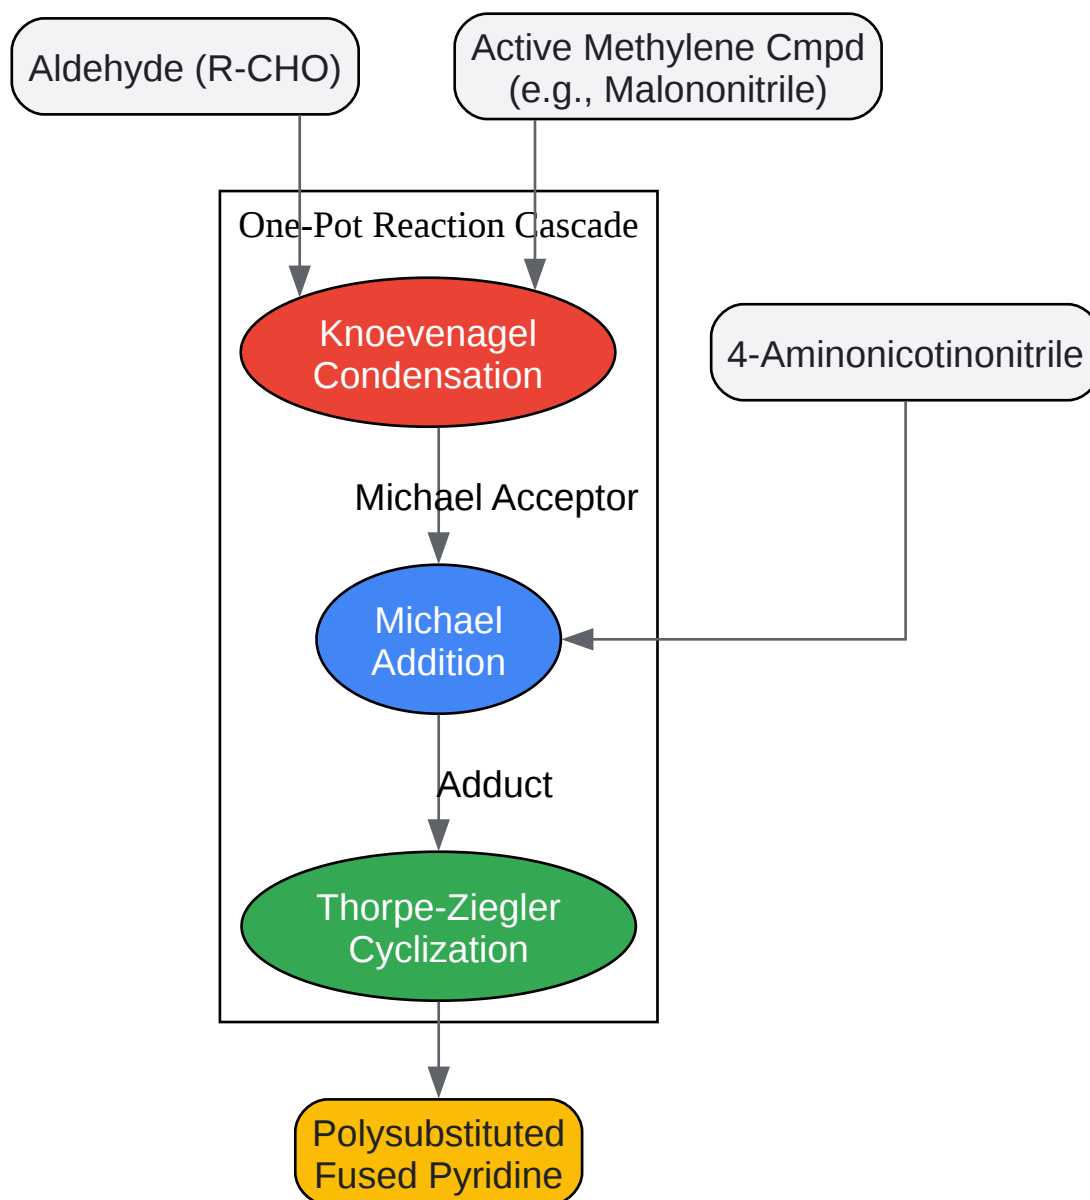 Aldehyde (R-CHO)
Active Methylene Cmpd
(e.g., Malononitrile)
One-Pot Reaction Cascade
Knoevenagel
Condensation
4-Aminonicotinonitrile
Michael Acceptor
Michael
Addition
Adduct
Thorpe-Ziegler
Cyclization
Polysubstituted
Fused Pyridine